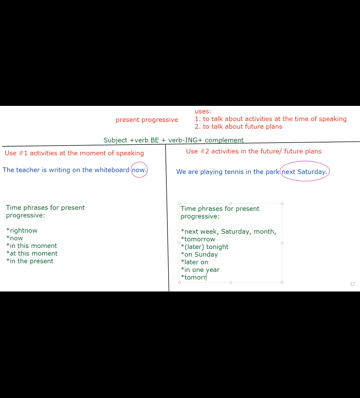 uses:
present progressive
1. to talk about activities at the time of speaking
2. to talk about future plans
Subject +verb BE + verb-ING+ complement
Use #1 activities at the moment of speaking
The teacher is writing on the whiteboard now.
Time phrases for present
progressive:
*rightnow
*now
*in this moment
*at this moment
*in the present
Use #2 activities in the future/ future plans
We are playing tennis in the park next Saturday.
Time phrases for present
progressive:
*next week, Saturday, month,
*tomorrow
*(later) tonight
*on Sunday
*later on
*in one year
*tomorr